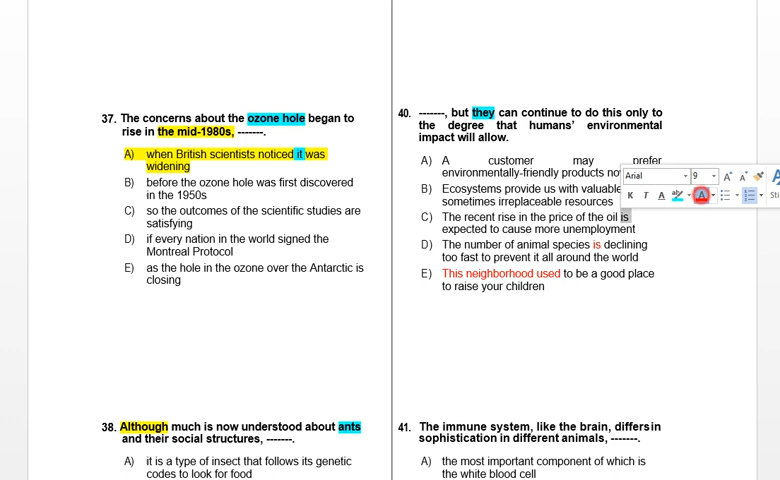 37. The concerns about the ozone hole began to
rise in the mid-1980s, -------.
A) when British scientists noticed it was
widening
B) before the ozone hole was first discovered
in the 1950s
C) so the outcomes of the scientific studies are
satisfying
D) if every nation in the world signed the
Montreal Protocol
E) as the hole in the ozone over the Antarctic is
closing
38. Although much is now understood about ants
and their social structures, -------.
A) it is a type of insect that follows its genetic
codes to look for food
40. -------, but they can continue to do this only to
the degree that humans' environmental
impact will allow.
A) A customer may prefer
environmentally-friendly products
B) Ecosystems provide us with valuable
sometimes irreplaceable resources
C) The recent rise in the price of the oil is
expected to cause more unemployment
D) The number of animal species is declining
too fast to prevent it all around the world
E) This neighborhood used to be a good place
to raise your children
41. The immune system, like the brain, differs in
sophistication in different animals, -------.
A) the most important component of which is
the white blood cell
Arial 9 A A
K T A A